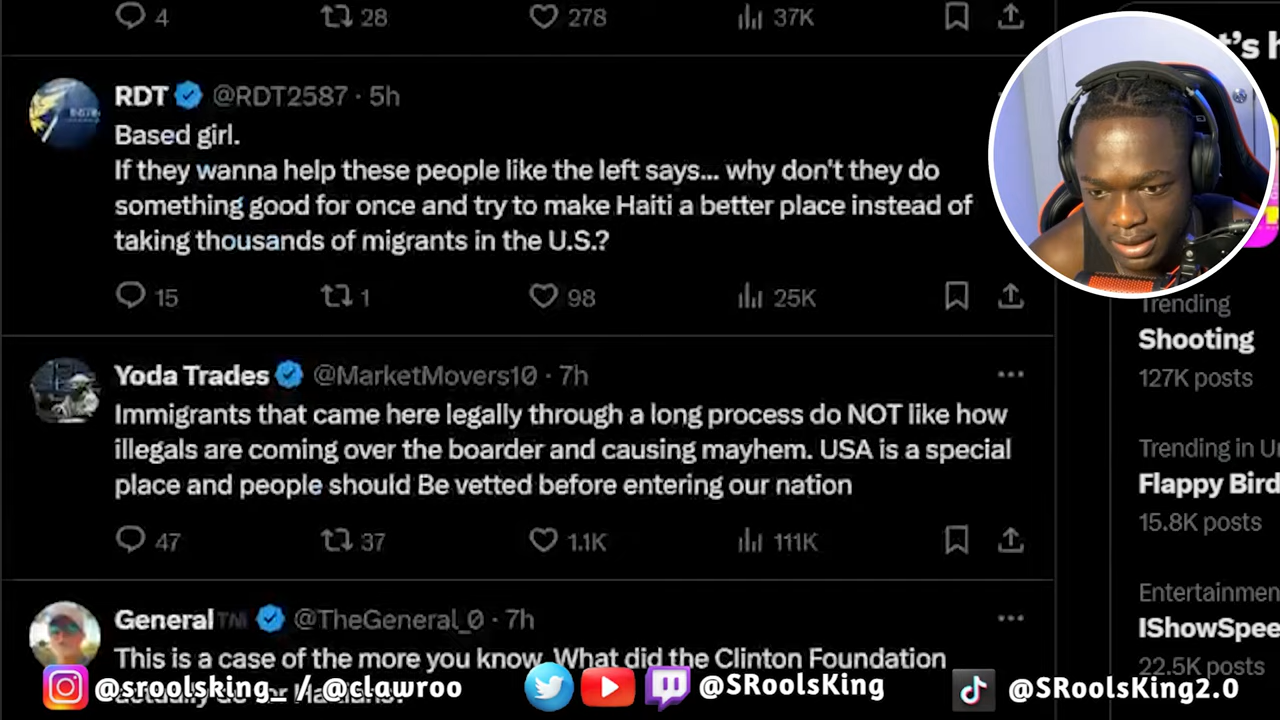 4 28 278 37K
RDT @RDT2587 · 5h
Based girl.
If they wanna help these people like the left says... why don't they do
something good for once and try to make Haiti a better place instead of
taking thousands of migrants in the U.S.?
15 1 98 25K
Yoda Trades @MarketMovers10 · 7h
Immigrants that came here legally through a long process do NOT like how
illegals are coming over the boarder and causing mayhem. USA is a special
place and people should Be vetted before entering our nation
47 37 1.1K 111K
General™ @TheGeneral_0 · 7h
This is a case of the more you know. What did the Clinton Foundation
Trending
Shooting
127K posts
Trending in
Flappy Bird
15.8K posts
Entertainmen
IShowSpee
22.5K posts
@sroolsking_ // @clawroo
@SRoolsKing
@SRoolsKing2.0